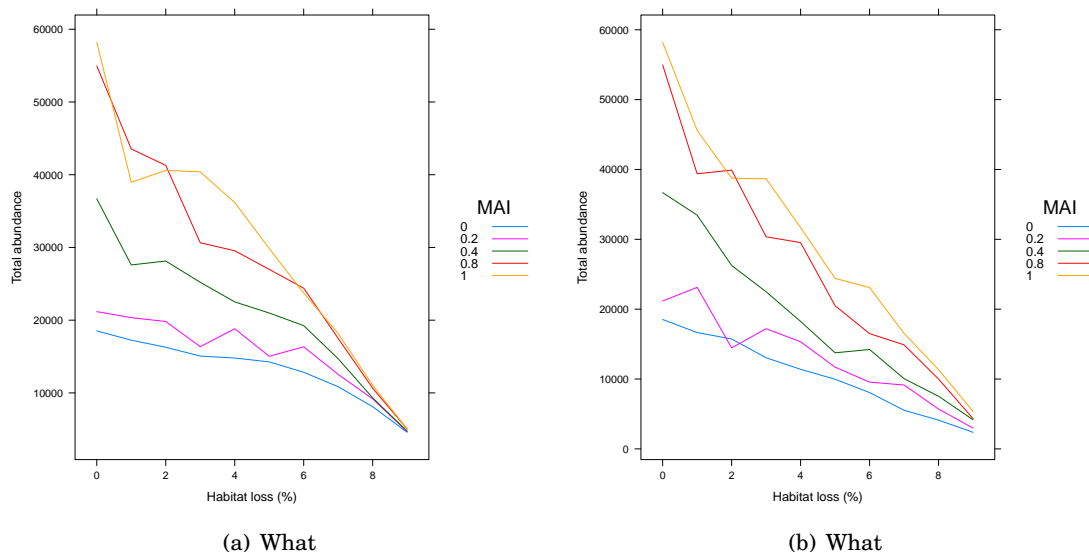 60000
50000
40000
30000
20000
10000
Total abundance
0 2 4 6 8
Habitat loss (%)
MAI
0
0.2
0.4
0.8
1
(a) What
60000
50000
40000
30000
20000
10000
0
Total abundance
0 2 4 6 8
Habitat loss (%)
MAI
0
0.2
0.4
0.8
1
(b) What